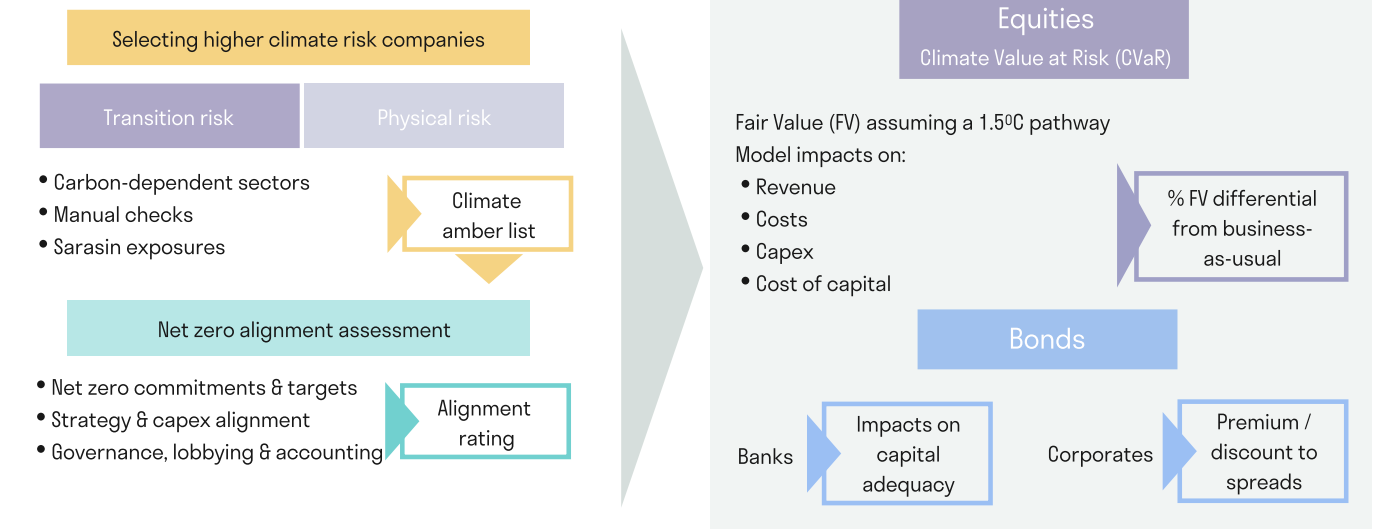 Selecting higher climate risk companies
Transition risk
Physical risk
• Carbon-dependent sectors
• Manual checks
• Sarasin exposures
Climate
amber list
Net zero alignment assessment
• Net zero commitments & targets
• Strategy & capex alignment
• Governance, lobbying & accounting
Alignment
rating
Equities
Climate Value at Risk (CVaR)
Fair Value (FV) assuming a 1.5ºC pathway
Model impacts on:
• Revenue
• Costs
• Capex
• Cost of capital
% FV differential
from business-
as-usual
Bonds
Banks
Impacts on
capital
adequacy
Corporates
Premium /
discount to
spreads